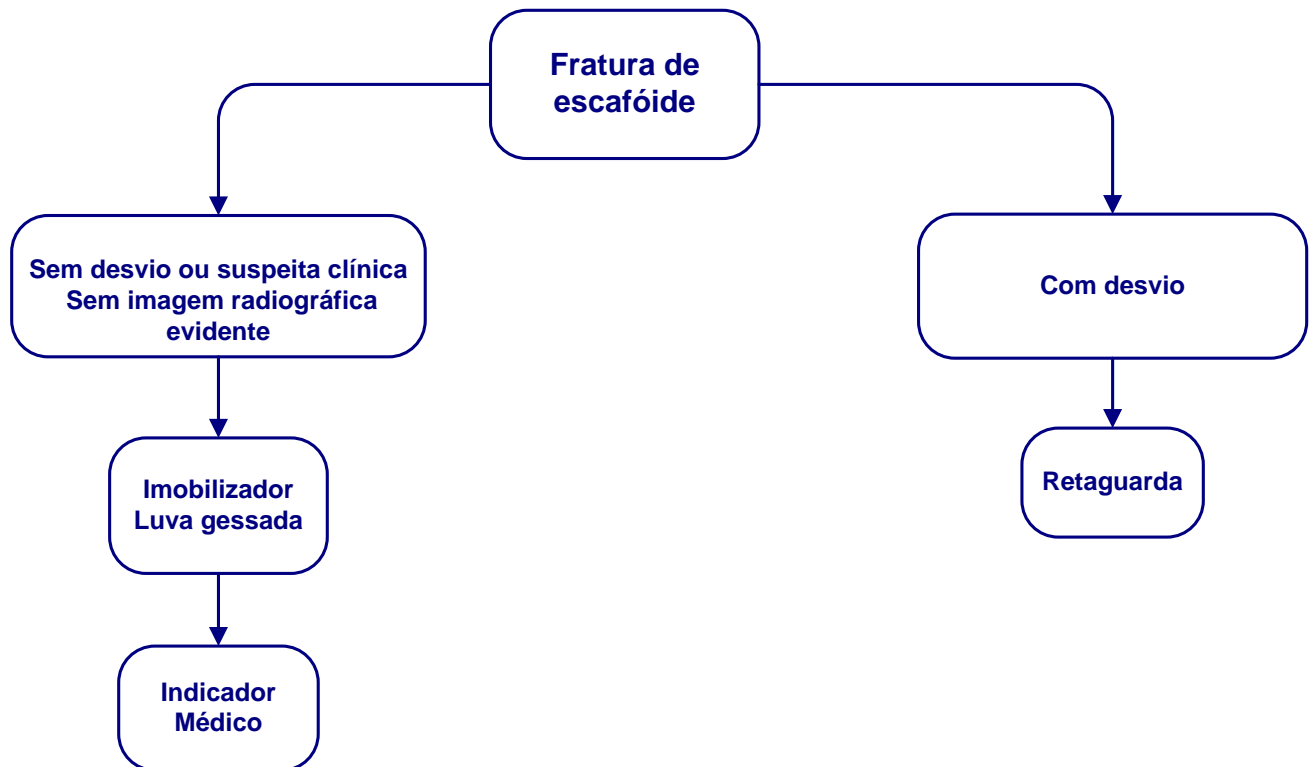 Fratura de
escafóide
Sem desvio ou suspeita clínica
Sem imagem radiográfica
evidente
Com desvio
Imobilizador
Luva gessada
Retaguarda
Indicador
Médico